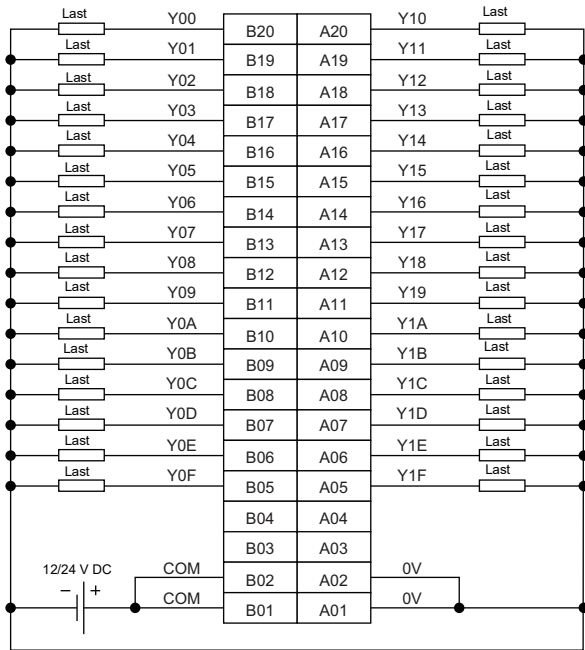 Last Y00 B20 A20 Y10 Last
Last Y01 B19 A19 Y11 Last
Last Y02 B18 A18 Y12 Last
Last Y03 B17 A17 Y13 Last
Last Y04 B16 A16 Y14 Last
Last Y05 B15 A15 Y15 Last
Last Y06 B14 A14 Y16 Last
Last Y07 B13 A13 Y17 Last
Last Y08 B12 A12 Y18 Last
Last Y09 B11 A11 Y19 Last
Last Y0A B10 A10 Y1A Last
Last Y0B B09 A09 Y1B Last
Last Y0C B08 A08 Y1C Last
Last Y0D B07 A07 Y1D Last
Last Y0E B06 A06 Y1E Last
Last Y0F B05 A05 Y1F Last
B04 A04
B03 A03
12/24 V DC COM B02 A02 0V
− + COM B01 A01 0V